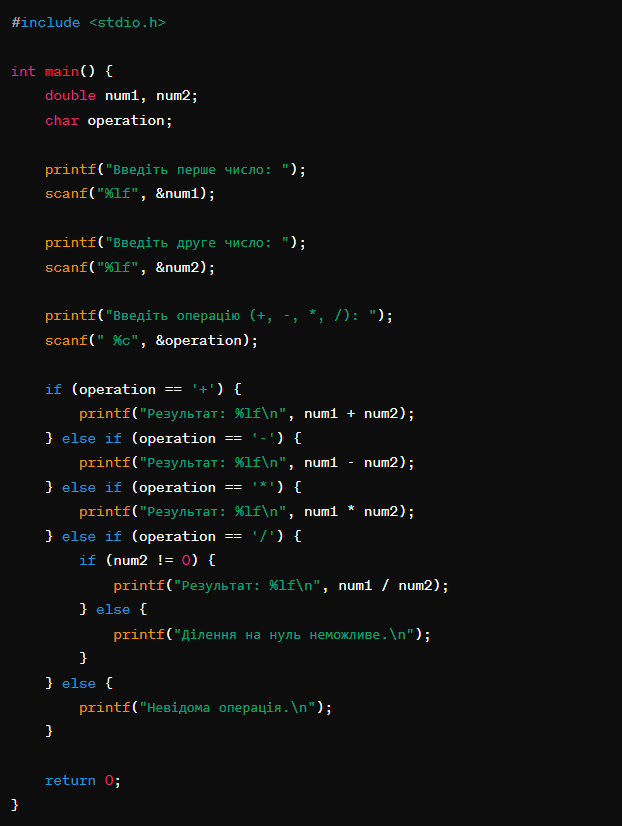 #include <stdio.h>
int main() {
    double num1, num2;
    char operation;
    printf("Введіть перше число: ");
    scanf("%lf", &num1);
    printf("Введіть друге число: ");
    scanf("%lf", &num2);
    printf("Введіть операцію (+, -, *, /): ");
    scanf(" %c", &operation);
    if (operation == '+') {
        printf("Результат: %lf\n", num1 + num2);
    } else if (operation == '-') {
        printf("Результат: %lf\n", num1 - num2);
    } else if (operation == '*') {
        printf("Результат: %lf\n", num1 * num2);
    } else if (operation == '/') {
        if (num2 != 0) {
            printf("Результат: %lf\n", num1 / num2);
        } else {
            printf("Ділення на нуль неможливе.\n");
        }
    } else {
        printf("Невідома операція.\n");
    }
    return 0;
}